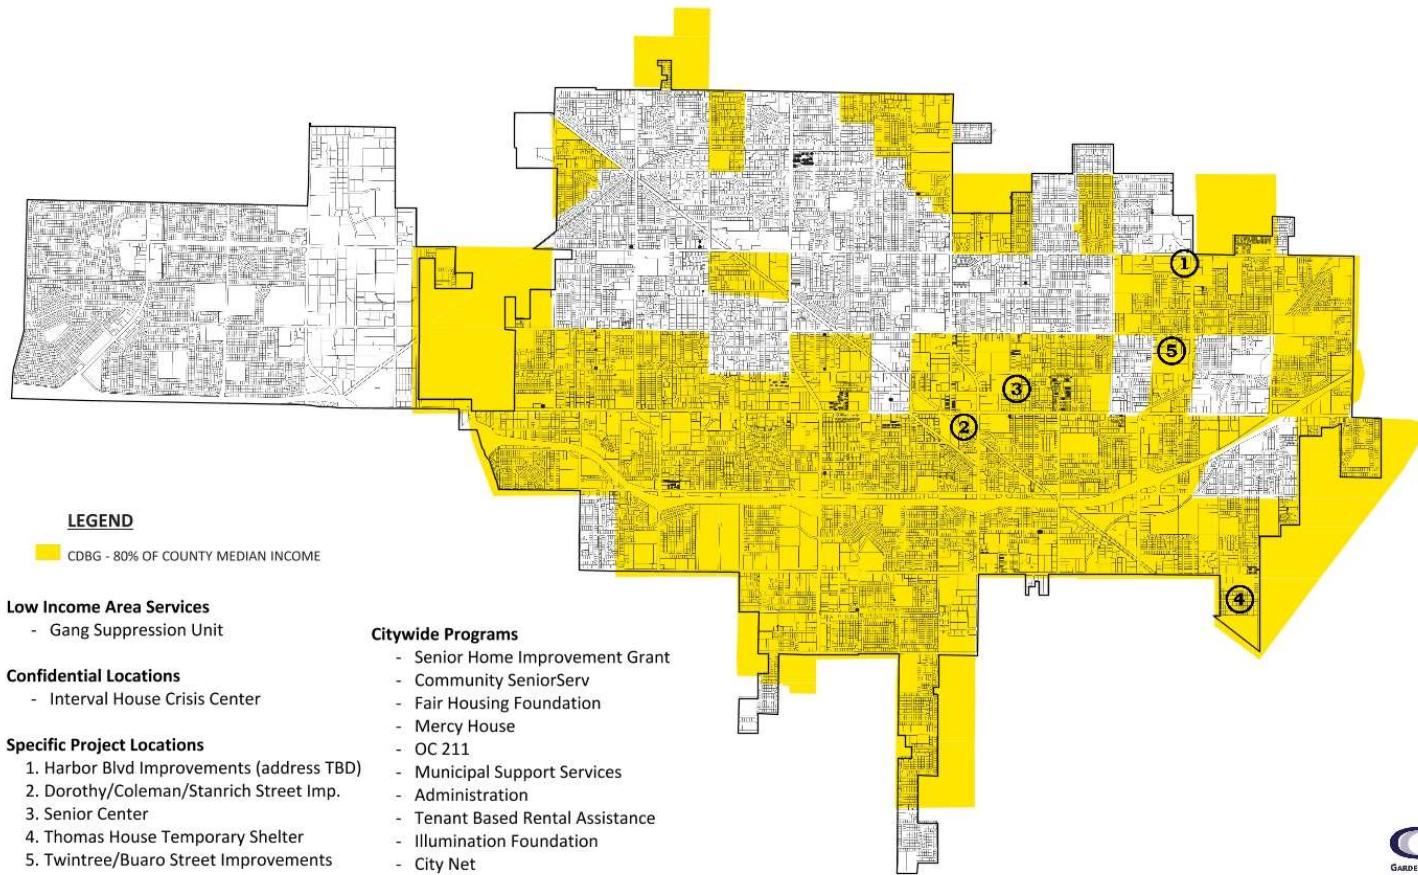 1
5
3
2
4
LEGEND
CDBG - 80% OF COUNTY MEDIAN INCOME
Low Income Area Services
- Gang Suppression Unit
Confidential Locations
- Interval House Crisis Center
Specific Project Locations
1. Harbor Blvd Improvements (address TBD)
2. Dorothy/Coleman/Stanrich Street Imp.
3. Senior Center
4. Thomas House Temporary Shelter
5. Twintree/Buaro Street Improvements
Citywide Programs
- Senior Home Improvement Grant
- Community SeniorServ
- Fair Housing Foundation
- Mercy House
- OC 211
- Municipal Support Services
- Administration
- Tenant Based Rental Assistance
- Illumination Foundation
- City Net
GARDE